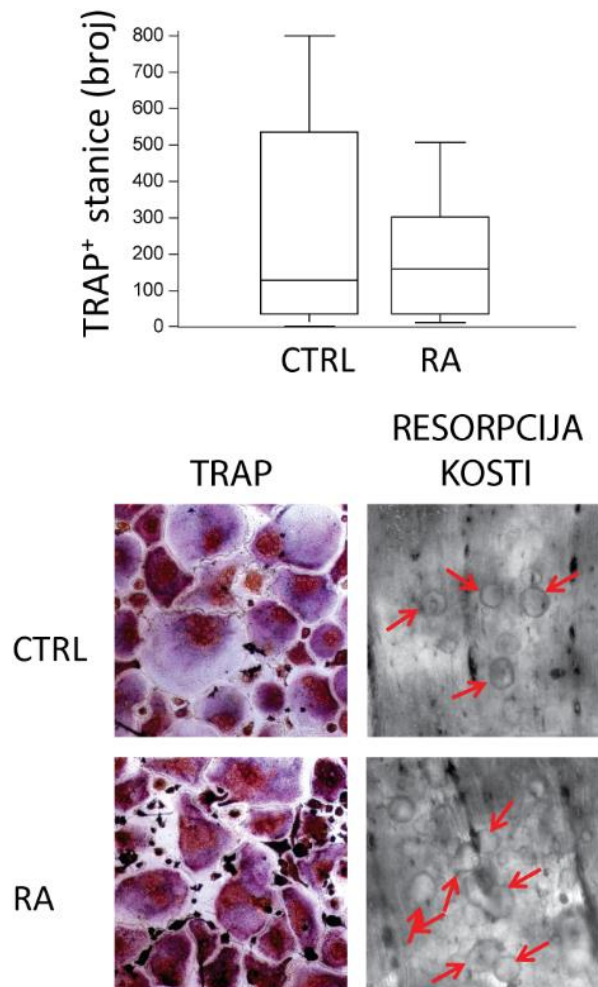 TRAP⁺ stanice (broj)
800
700
600
500
400
300
200
100
0
CTRL RA
RESORPCIJA
TRAP KOSTI
CTRL
RA